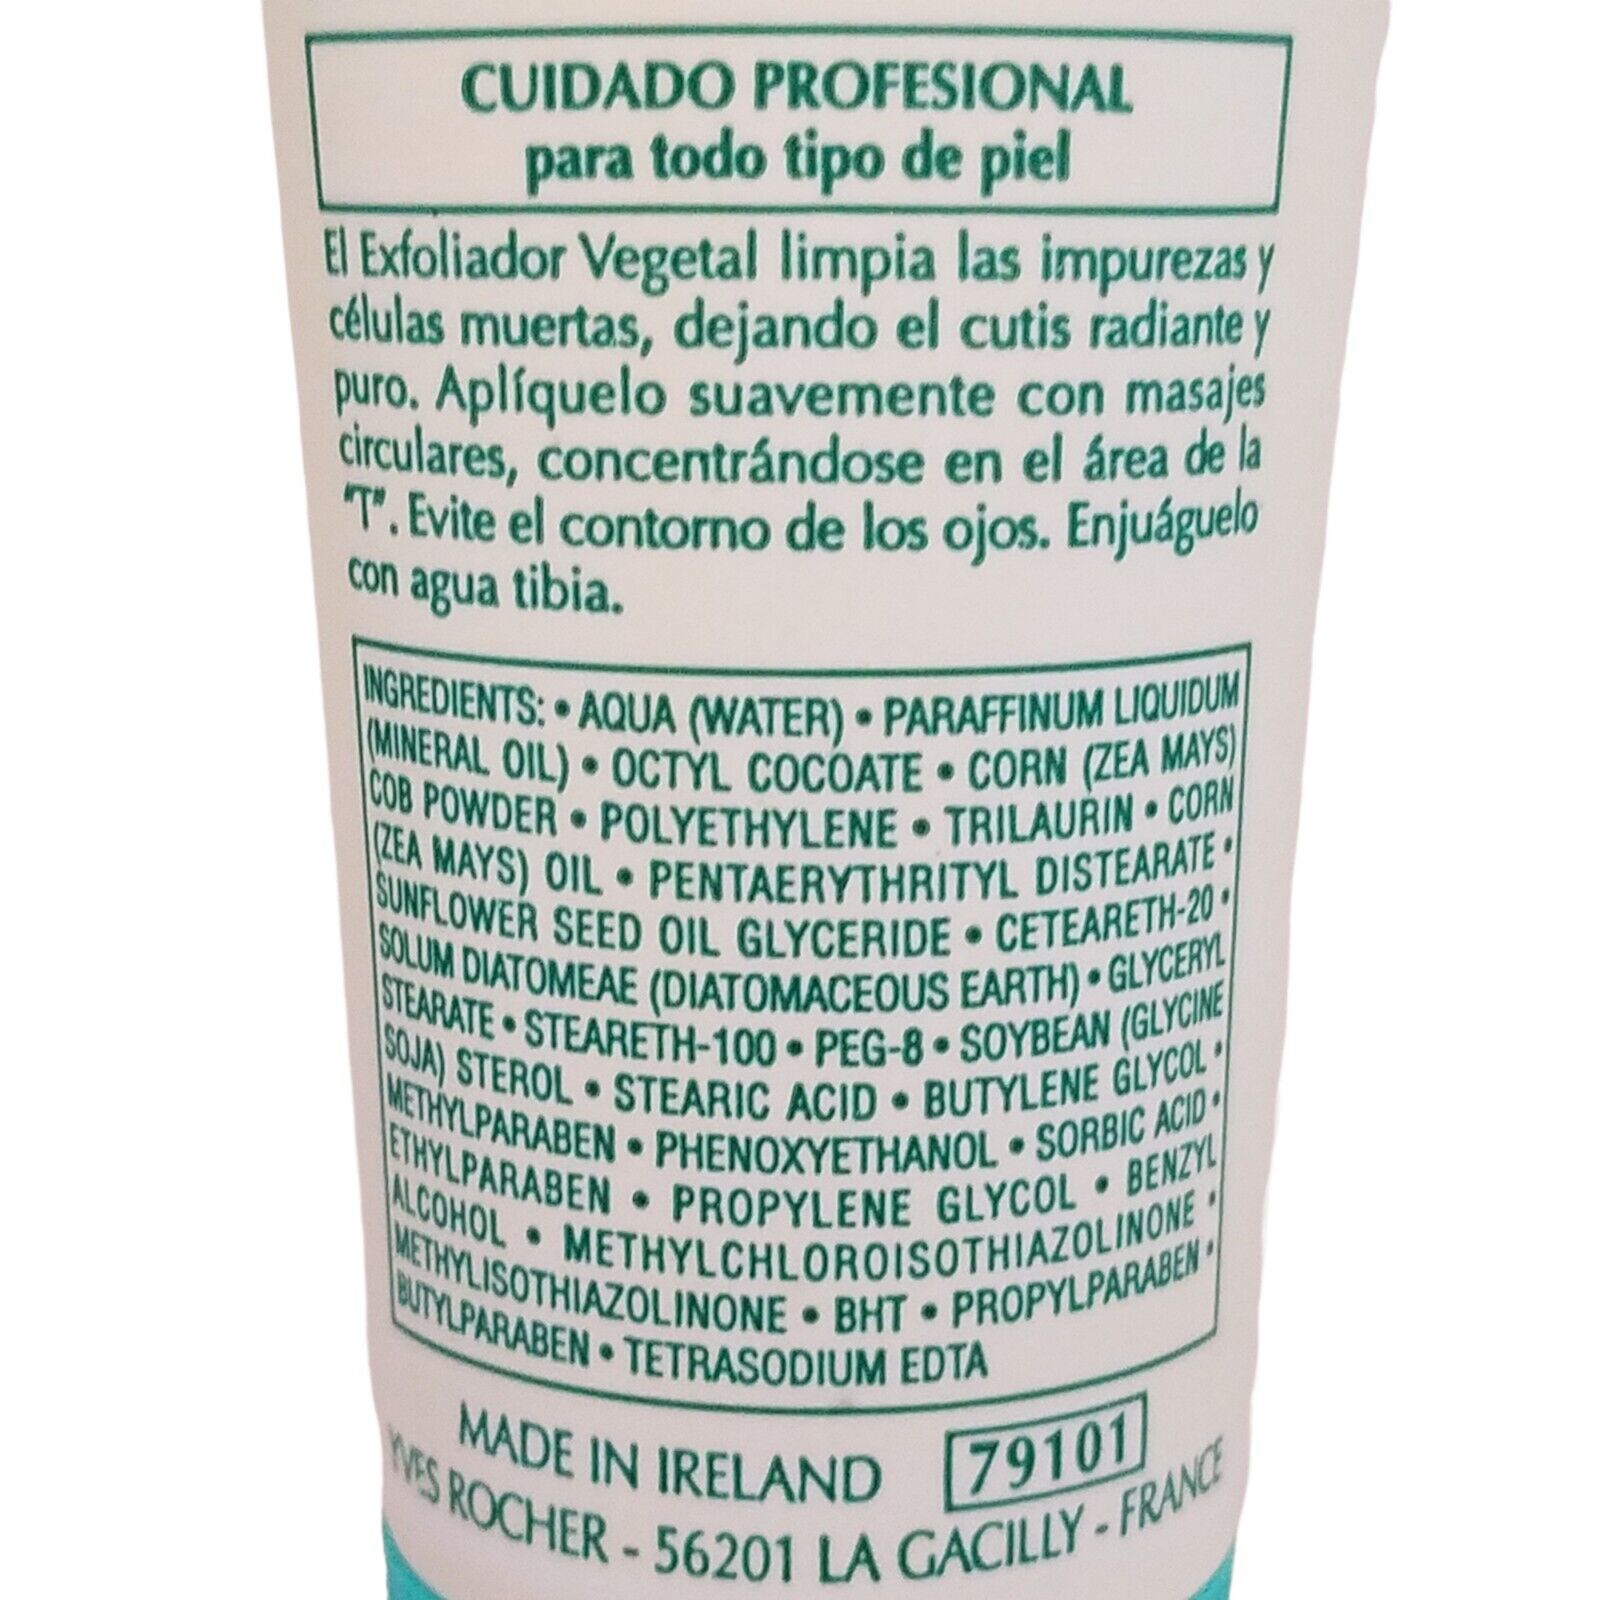 CUIDADO PROFESIONAL
para todo tipo de piel
El Exfoliador Vegetal limpia las impurezas y
células muertas, dejando el cutis radiante y
puro. Aplíquelo suavemente con masajes
circulares, concentrándose en el área de la
"T". Evite el contorno de los ojos. Enjuáguelo
con agua tibia.
INGREDIENTS: • AQUA (WATER) • PARAFFINUM LIQUIDUM
(MINERAL OIL) • OCTYL COCOATE • CORN (ZEA MAYS)
COB POWDER • POLYETHYLENE • TRILAURIN • CORN
(ZEA MAYS) OIL • PENTAERYTHRITYL DISTEARATE •
SUNFLOWER SEED OIL GLYCERIDE • CETEARETH-20 •
SOLUM DIATOMEAE (DIATOMACEOUS EARTH) • GLYCERYL
STEARATE • STEARETH-100 • PEG-8 • SOYBEAN (GLYCINE
SOJA) STEROL • STEARIC ACID • BUTYLENE GLYCOL •
METHYLPARABEN • PHENOXYETHANOL • SORBIC ACID •
ETHYLPARABEN • PROPYLENE GLYCOL • BENZYL
ALCOHOL • METHYLCHLOROISOTHIAZOLINONE •
METHYLISOTHIAZOLINONE • BHT • PROPYLPARABEN •
BUTYLPARABEN • TETRASODIUM EDTA
MADE IN IRELAND 79101
YVES ROCHER - 56201 LA GACILLY - FRANCE